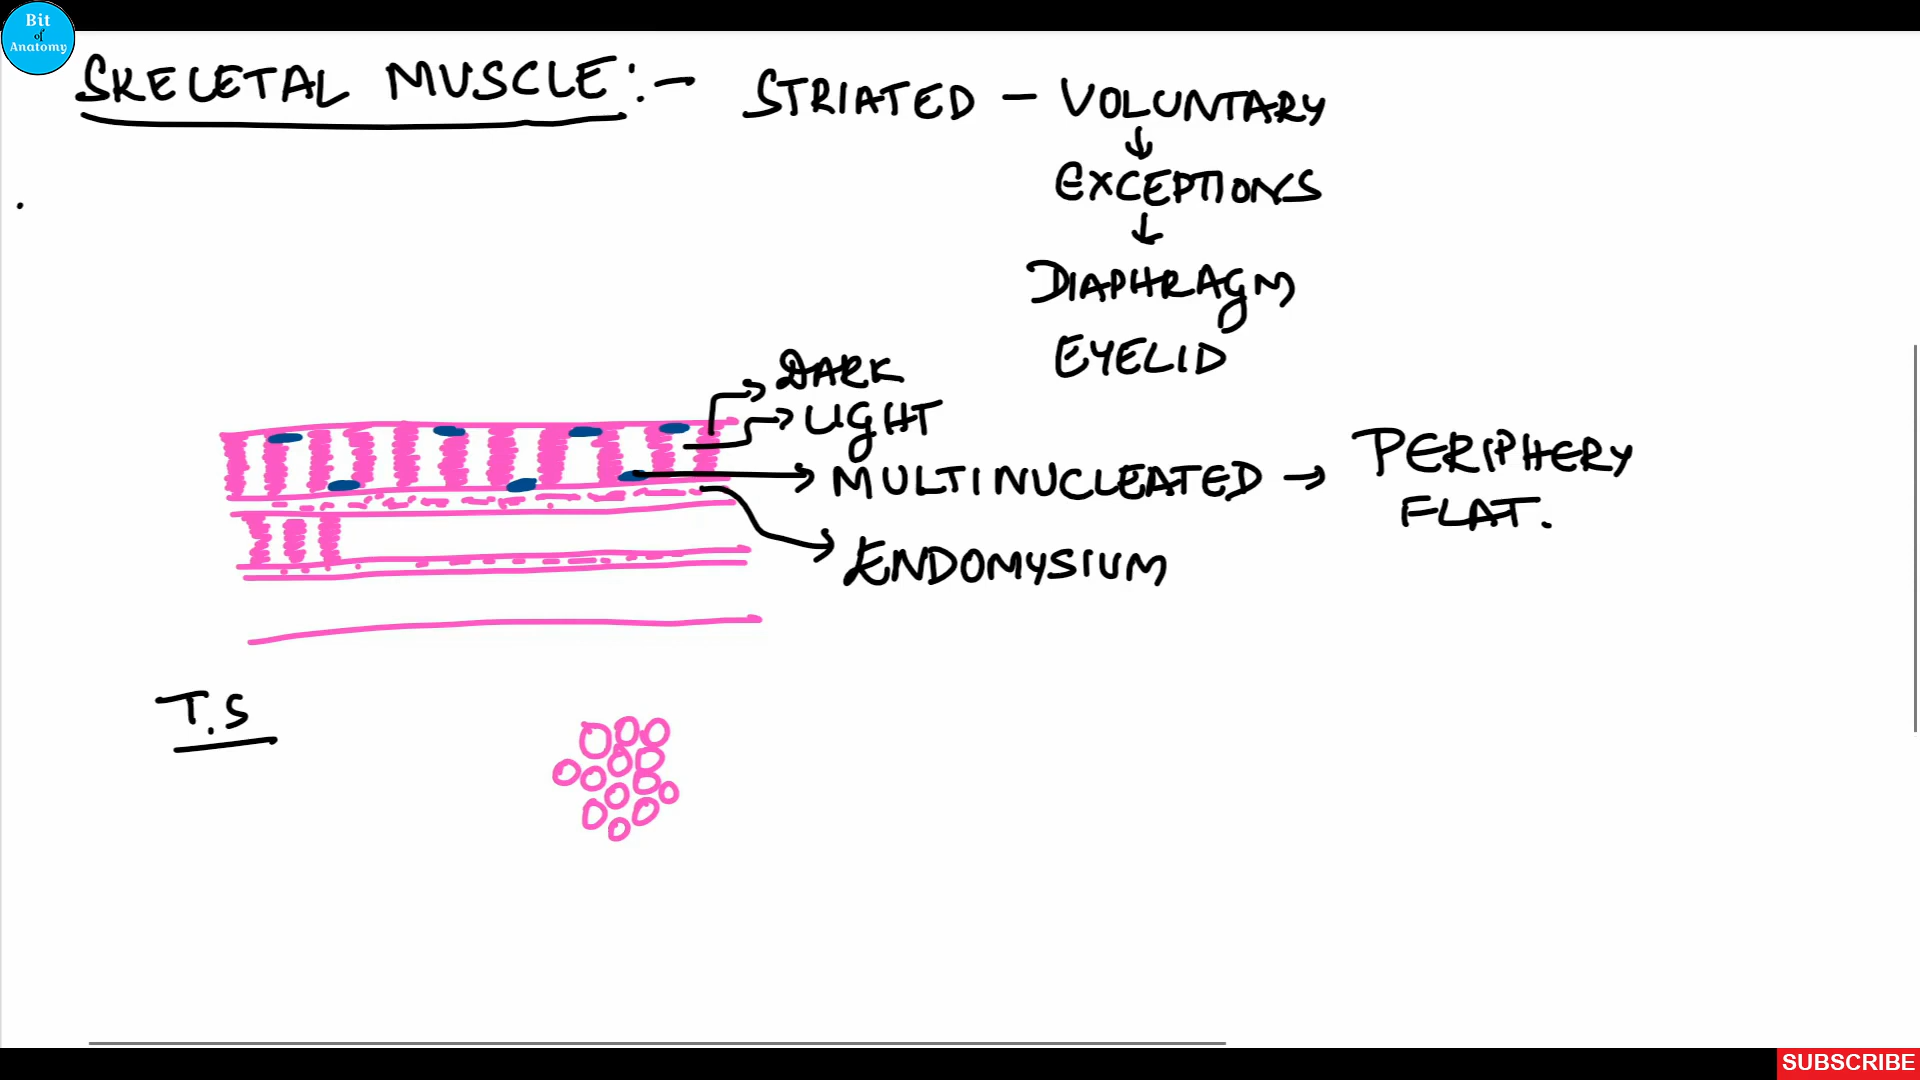 Bit
of
Anatomy
SKELETAL MUSCLE:- STRIATED - VOLUNTARY
↓
EXCEPTIONS
↓
DIAPHRAGM
EYELID
DARK
LIGHT
MULTINUCLEATED → PERIPHERY
FLAT.
ENDOMYSIUM
T.S
SUBSCRIBE